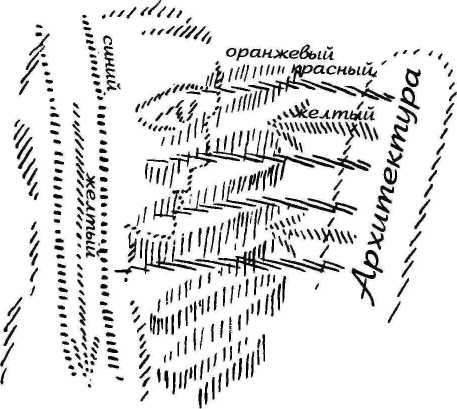 синий
желтый
оранжевый
красный
желтый
Архитектура